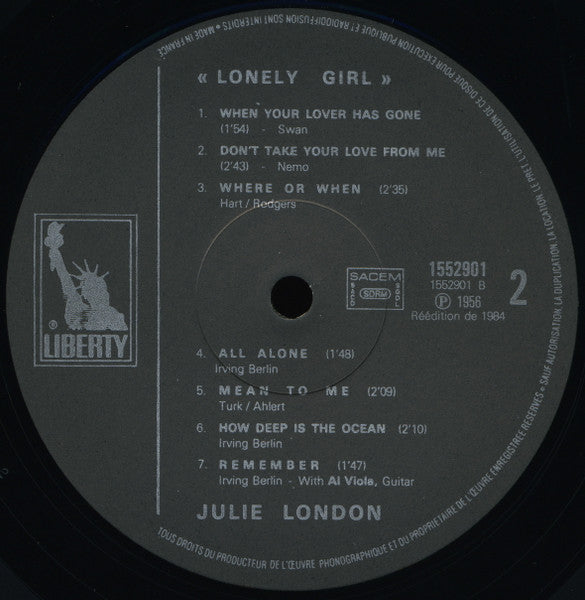 « LONELY GIRL »
1. WHEN YOUR LOVER HAS GONE
(1'54) - Swan
2. DON'T TAKE YOUR LOVE FROM ME
(2'43) - Nemo
3. WHERE OR WHEN (2'35)
Hart / Rodgers
® LIBERTY
SACEM
SACD
SDRM
SGDL
1552901
1552901 B
Ⓟ 1956
Réédition de 1984
2
4. ALL ALONE (1'48)
Irving Berlin
5. MEAN TO ME (2'09)
Turk / Ahlert
6. HOW DEEP IS THE OCEAN (2'10)
Irving Berlin
7. REMEMBER (1'47)
Irving Berlin - With Al Viola, Guitar
JULIE LONDON
TOUS DROITS DU PRODUCTEUR DE L'ŒUVRE PHONOGRAPHIQUE ET DU PROPRIETAIRE DE L'ŒUVRE ENREGISTREE RESERVES • SAUF AUTORISATION LA DUPLICATION, LA LOCATION, LE PRET, L'UTILISATION DE CE DISQUE POUR EXECUTION PUBLIQUE ET RADIODIFFUSION SONT INTERDITS • MADE IN FRANCE